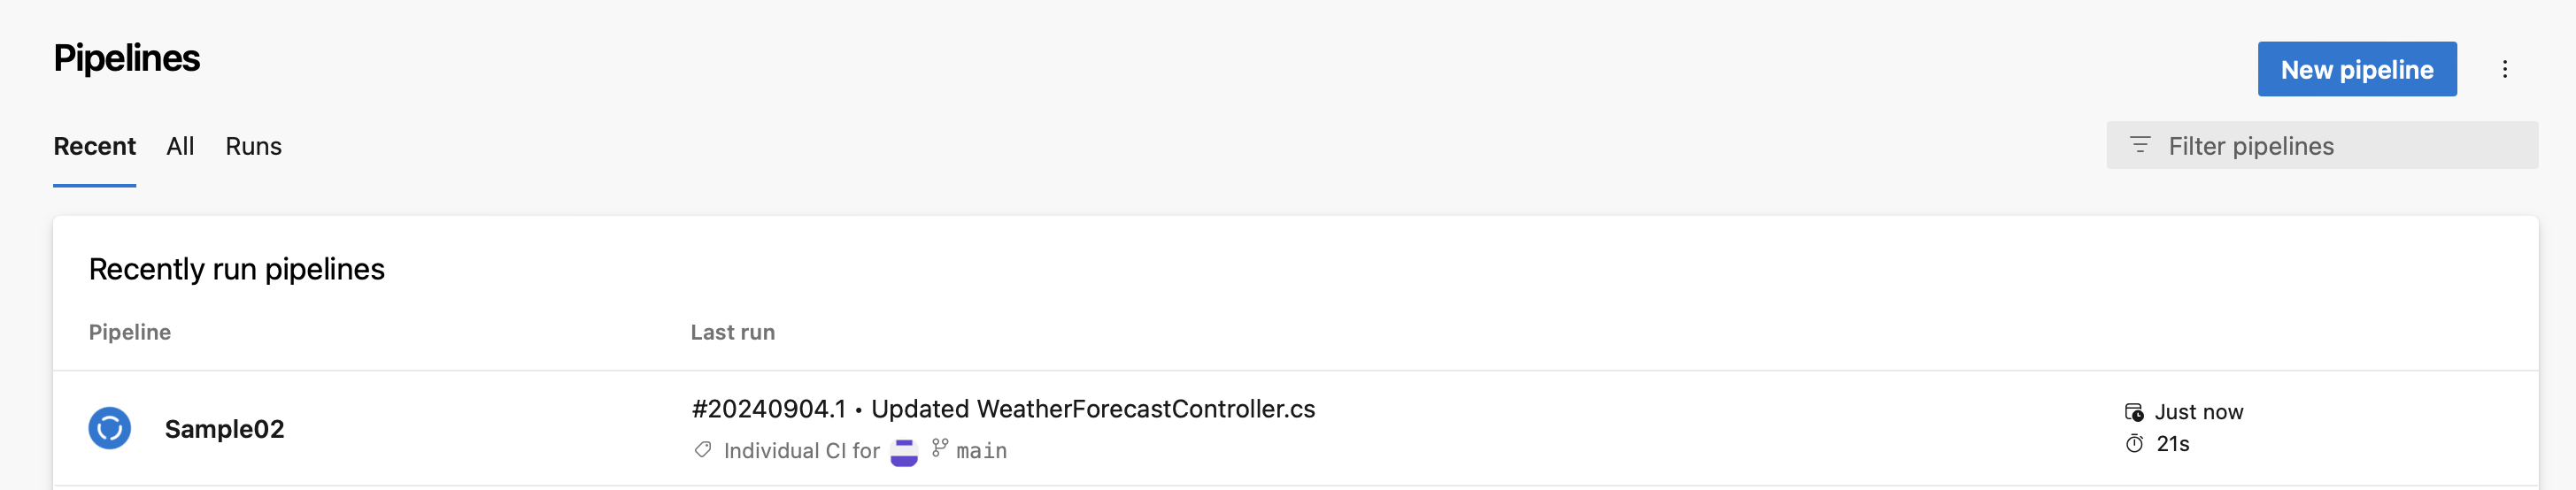 Pipelines
New pipeline
Recent All Runs
Filter pipelines
Recently run pipelines
Pipeline Last run
Sample02
#20240904.1 • Updated WeatherForecastController.cs
Individual CI for main
Just now
21s